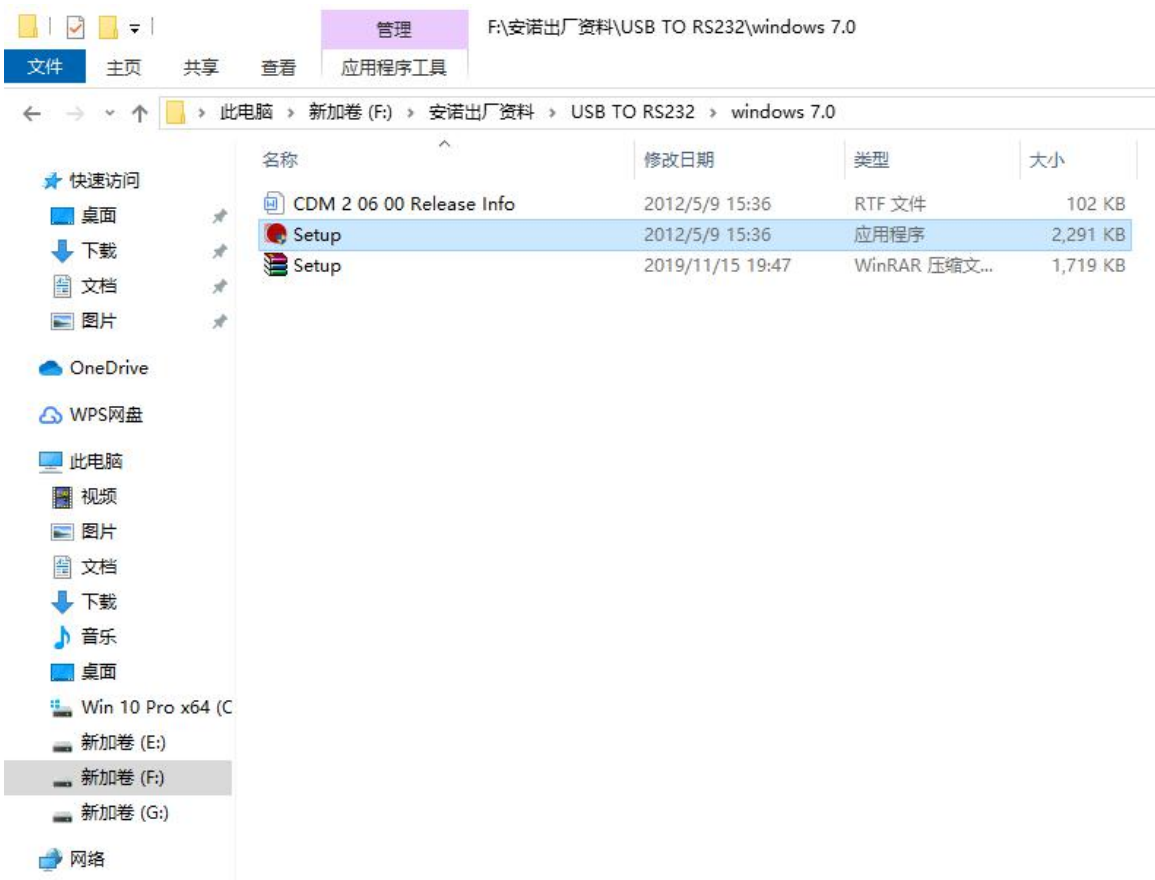 管理 F:\安诺出厂资料\USB TO RS232\windows 7.0
文件 主页 共享 查看 应用程序工具
此电脑 新加卷 (F:) 安诺出厂资料 USB TO RS232 windows 7.0
名称 修改日期 类型 大小
CDM 2 06 00 Release Info 2012/5/9 15:36 RTF 文件 102 KB
Setup 2012/5/9 15:36 应用程序 2,291 KB
Setup 2019/11/15 19:47 WinRAR 压缩文... 1,719 KB
快速访问
桌面
下载
文档
图片
OneDrive
WPS网盘
此电脑
视频
图片
文档
下载
音乐
桌面
Win 10 Pro x64 (C
新加卷 (E:)
新加卷 (F:)
新加卷 (G:)
网络